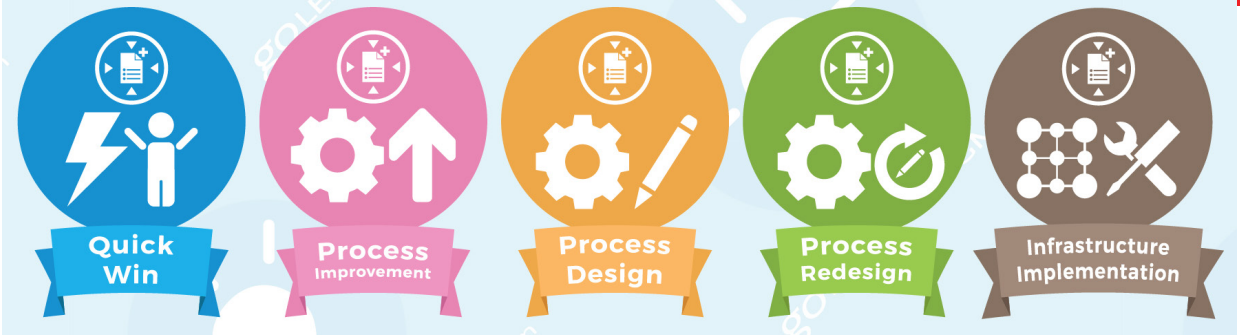 Quick
Win
Process
Improvement
Process
Design
Process
Redesign
Infrastructure
Implementation